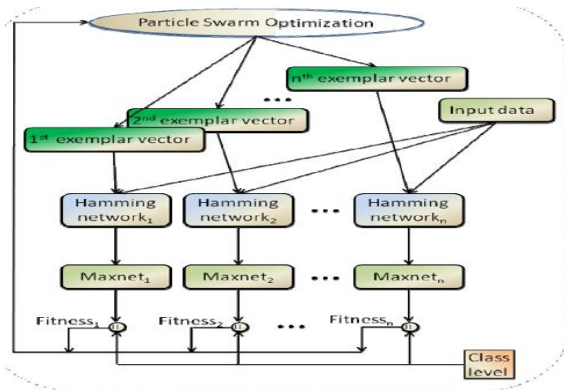 Particle Swarm Optimization
nth exemplar vector
...
2nd exemplar vector
Input data
1st exemplar vector
Hamming
network1
Hamming
network2
...
Hamming
networkn
Maxnet1
Maxnet2
...
Maxnetn
Fitness1
Fitness2
...
Fitnessn
Class
level